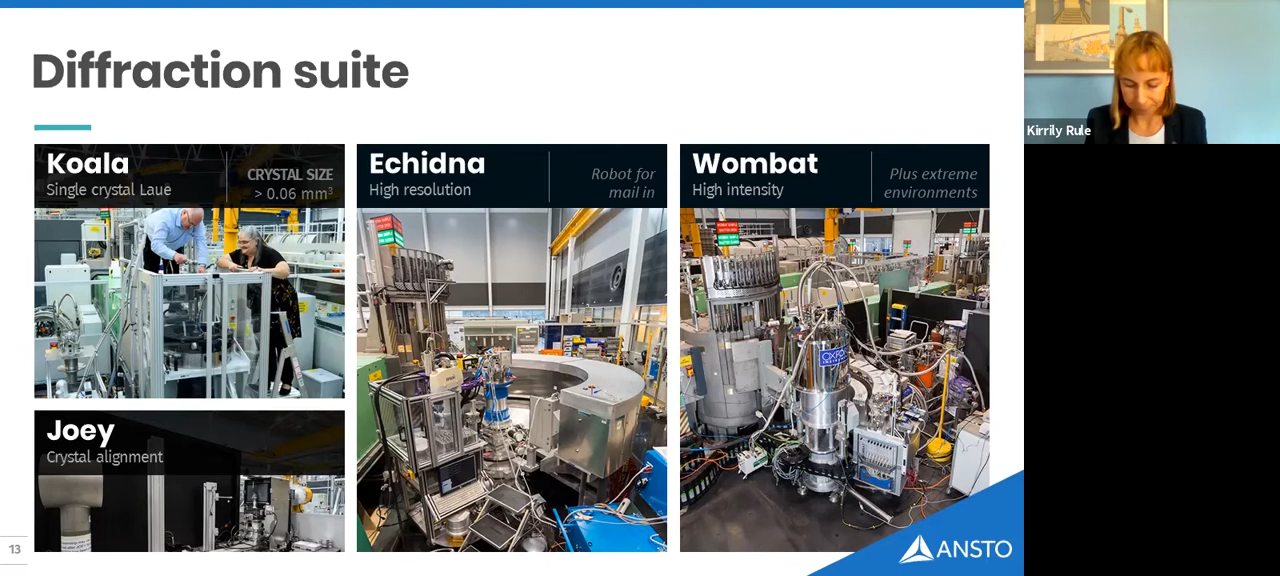 Diffraction suite
Koala
Single crystal Laue
CRYSTAL SIZE
> 0.06 mm³
Echidna
High resolution
Robot for
mail in
Wombat
High intensity
Plus extreme
environments
Joey
Crystal alignment
13
ANSTO
Kirrily Rule